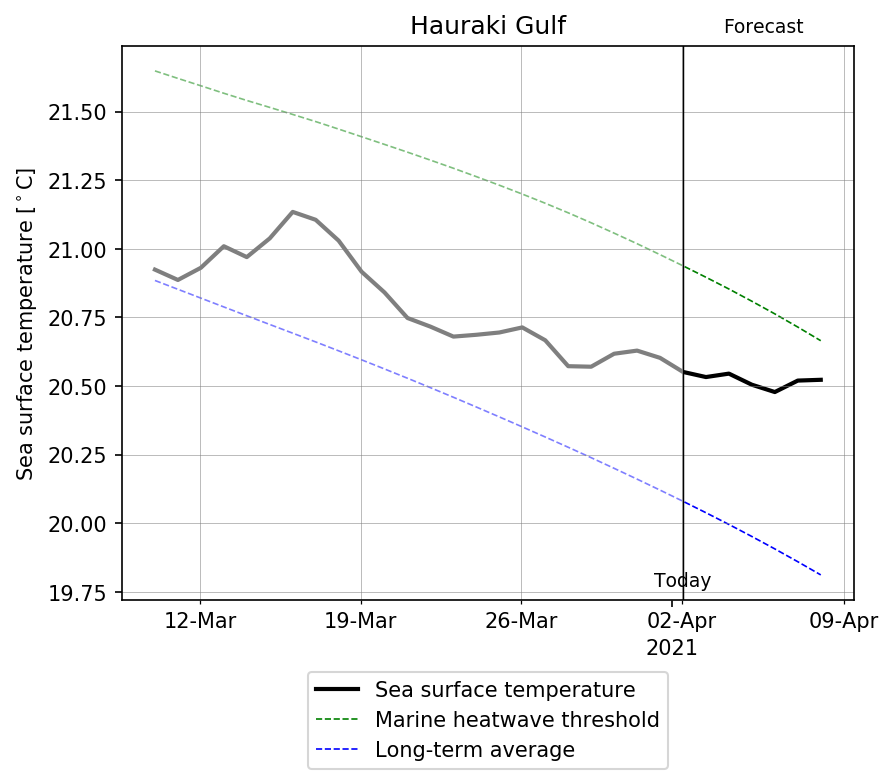 Hauraki Gulf
Forecast
Sea surface temperature [˚C]
21.50
21.25
21.00
20.75
20.50
20.25
20.00
19.75
Today
12-Mar 19-Mar 26-Mar 02-Apr 09-Apr
2021
Sea surface temperature
Marine heatwave threshold
Long-term average